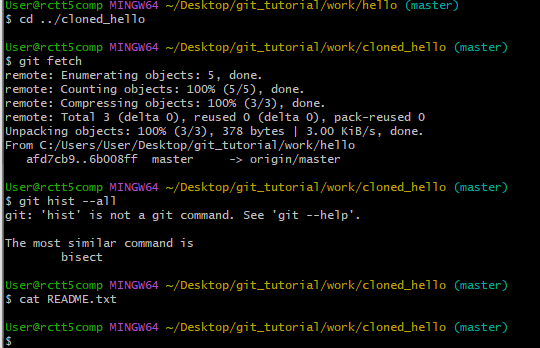 User@rctt5comp MINGW64 ~/Desktop/git_tutorial/work/hello (master)
$ cd ../cloned_hello
User@rctt5comp MINGW64 ~/Desktop/git_tutorial/work/cloned_hello (master)
$ git fetch
remote: Enumerating objects: 5, done.
remote: Counting objects: 100% (5/5), done.
remote: Compressing objects: 100% (3/3), done.
remote: Total 3 (delta 0), reused 0 (delta 0), pack-reused 0
Unpacking objects: 100% (3/3), 378 bytes | 3.00 KiB/s, done.
From C:/Users/User/Desktop/git_tutorial/work/hello
   afd7cb9..6b008ff  master     -> origin/master
User@rctt5comp MINGW64 ~/Desktop/git_tutorial/work/cloned_hello (master)
$ git hist --all
git: 'hist' is not a git command. See 'git --help'.
The most similar command is
        bisect
User@rctt5comp MINGW64 ~/Desktop/git_tutorial/work/cloned_hello (master)
$ cat README.txt
User@rctt5comp MINGW64 ~/Desktop/git_tutorial/work/cloned_hello (master)
$